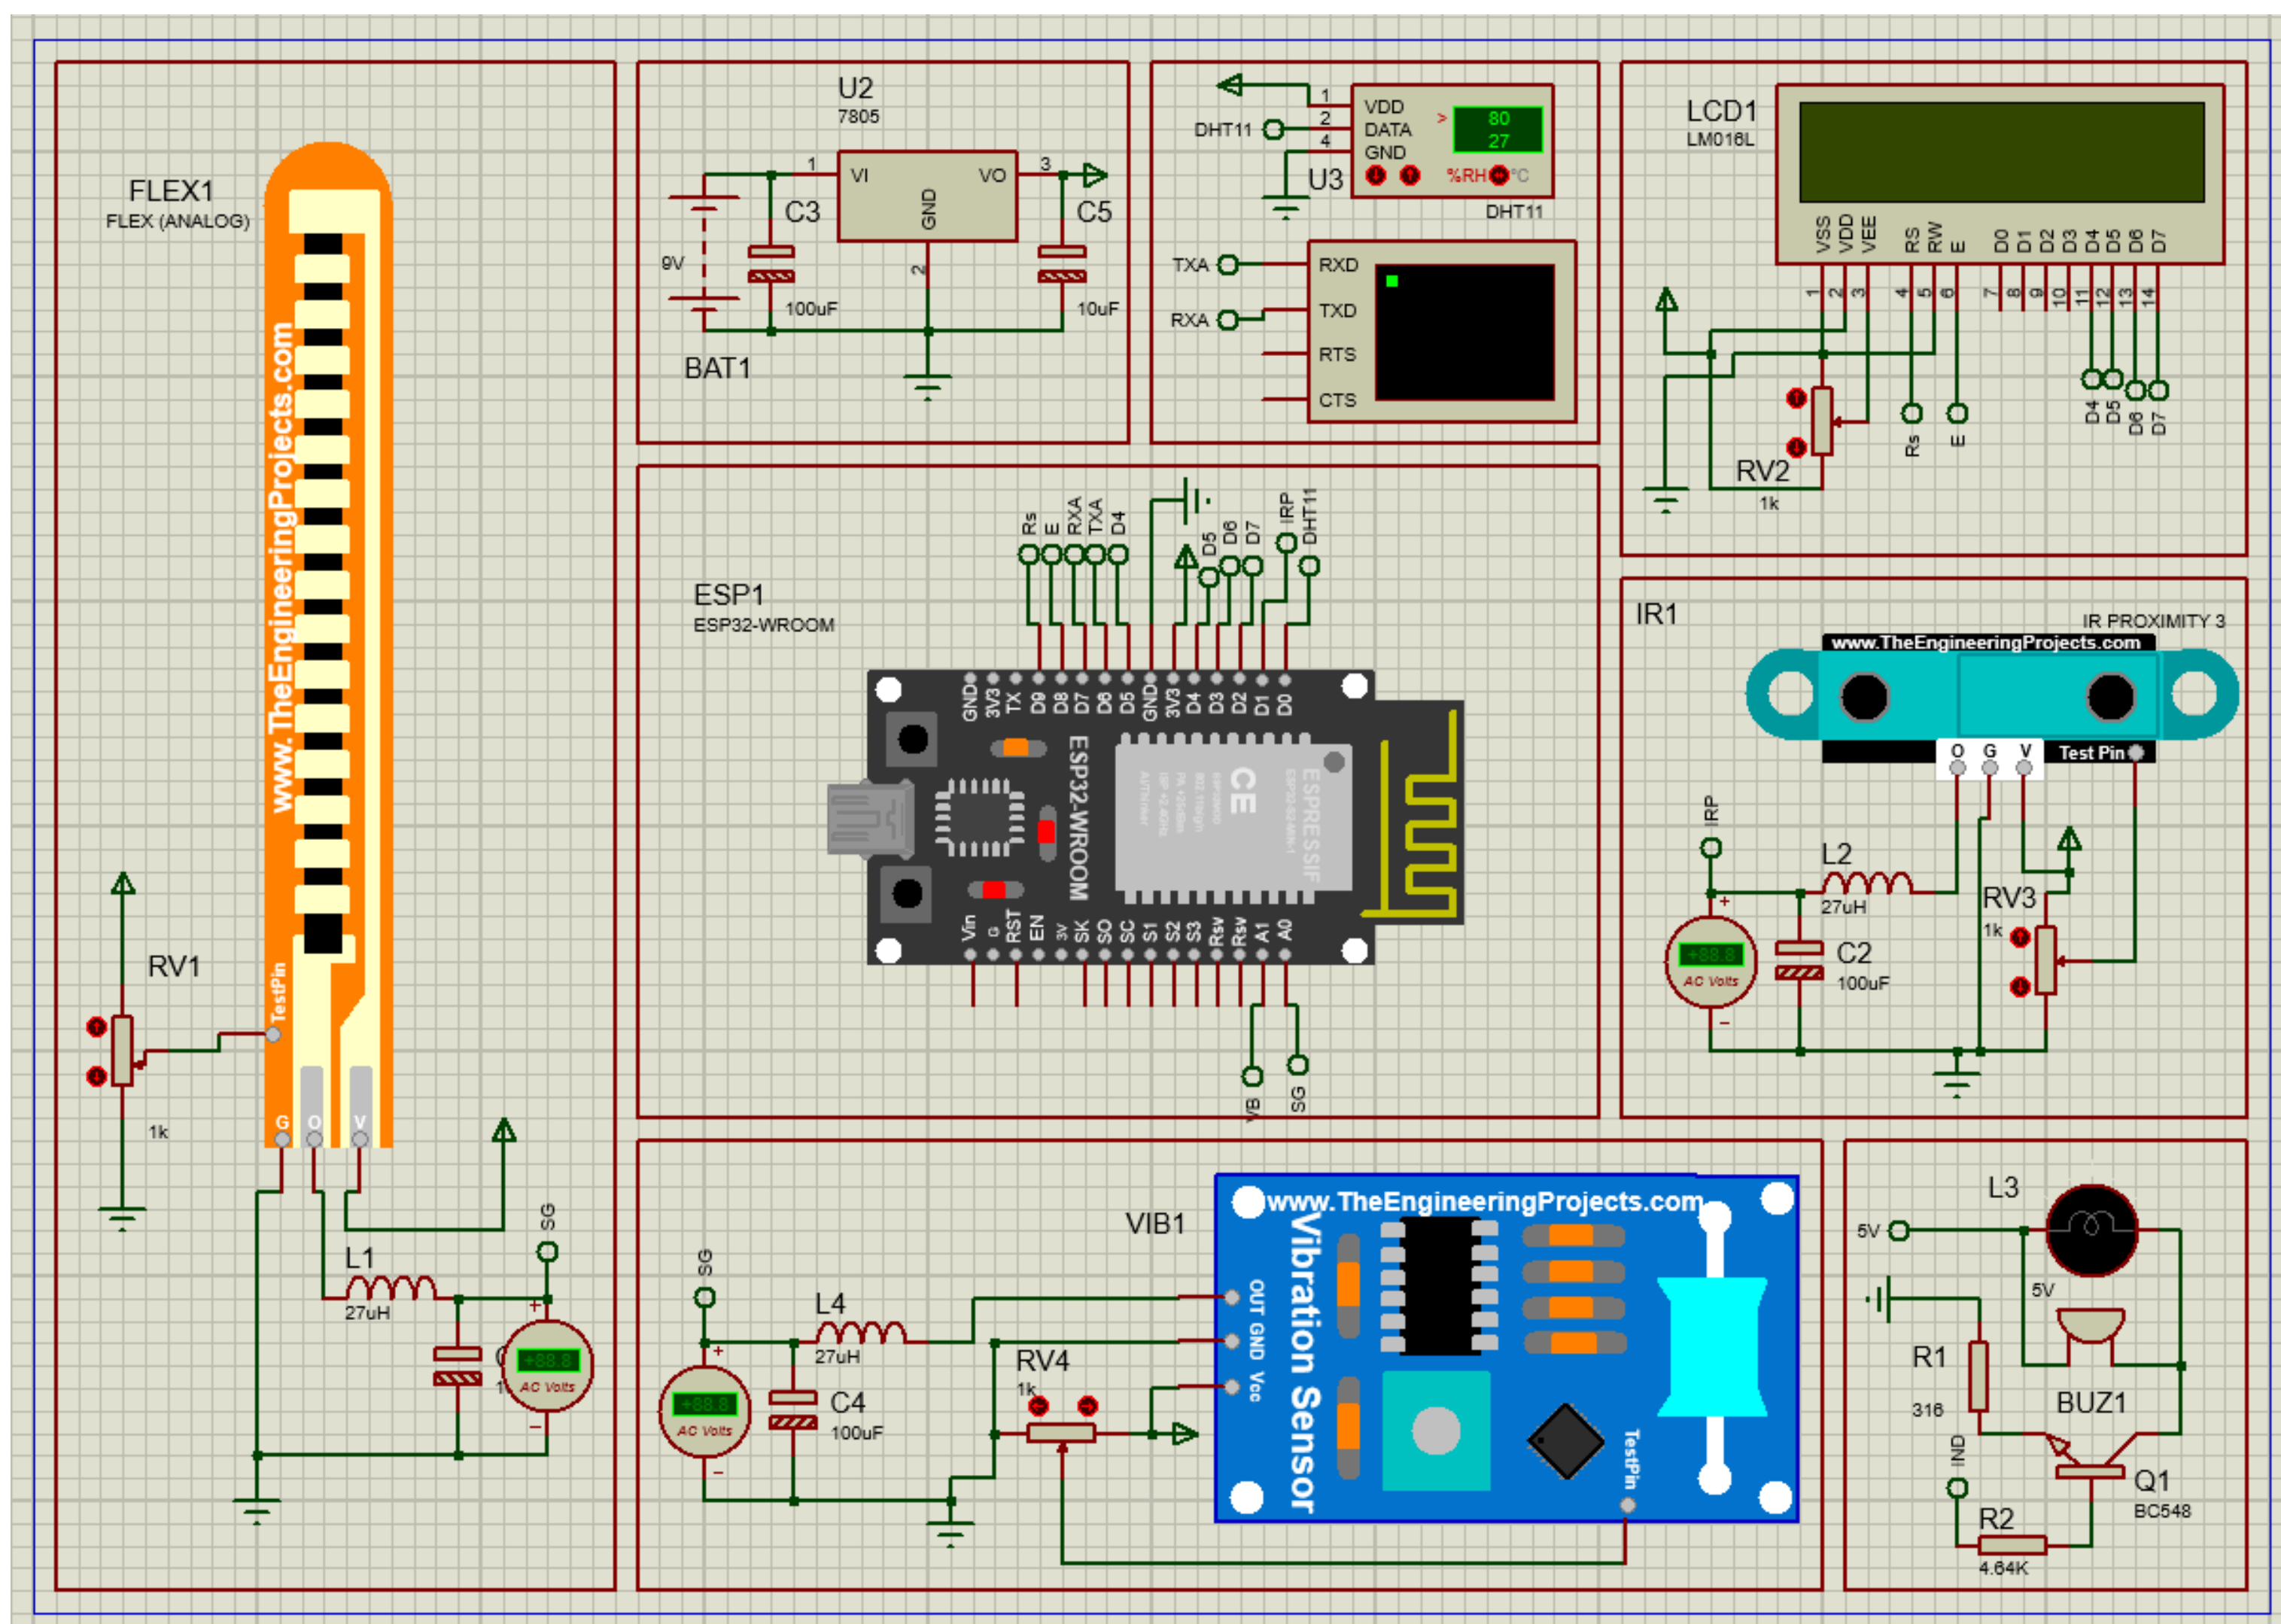 FLEX1
FLEX (ANALOG)
www.TheEngineeringProjects.com
TestPin
RV1
1k
G O V
SG
L1
27uH
+88.8
AC Volts
+
−
U2
7805
1
VI
VO
3
GND
2
C3
100uF
C5
10uF
9V
BAT1
1
2
4
VDD
DATA
GND
DHT11
>
80
27
%RH
°C
U3
DHT11
TXA
RXA
RXD
TXD
RTS
CTS
LCD1
LM016L
VSS VDD VEE RS RW E D0 D1 D2 D3 D4 D5 D6 D7
1 2 3 4 5 6 7 8 9 10 11 12 13 14
RV2
1k
Rs
E
D4 D5 D6 D7
ESP1
ESP32-WROOM
Rs E RXA TXA D4 D5 D6 D7 IRP DHT11
GND 3V3 TX D9 D8 D7 D6 D5 GND 3V3 D4 D3 D2 D1 D0
ESP32-WROOM
CE
ESPRESSIF
Vin G RST EN 3V SK SO SC S1 S2 S3 Rsv Rsv A1 A0
SG
IR1
IR PROXIMITY 3
www.TheEngineeringProjects.com
O G V Test Pin
IRP
L2
27uH
RV3
1k
+
+88.8
AC Volts
−
C2
100uF
VIB1
www.TheEngineeringProjects.com
Vibration Sensor
OUT GND Vcc
TestPin
SG
L4
27uH
RV4
1k
+
+88.8
AC Volts
−
C4
100uF
L3
5V
5V
R1
316
BUZ1
IND
Q1
BC548
R2
4.64K